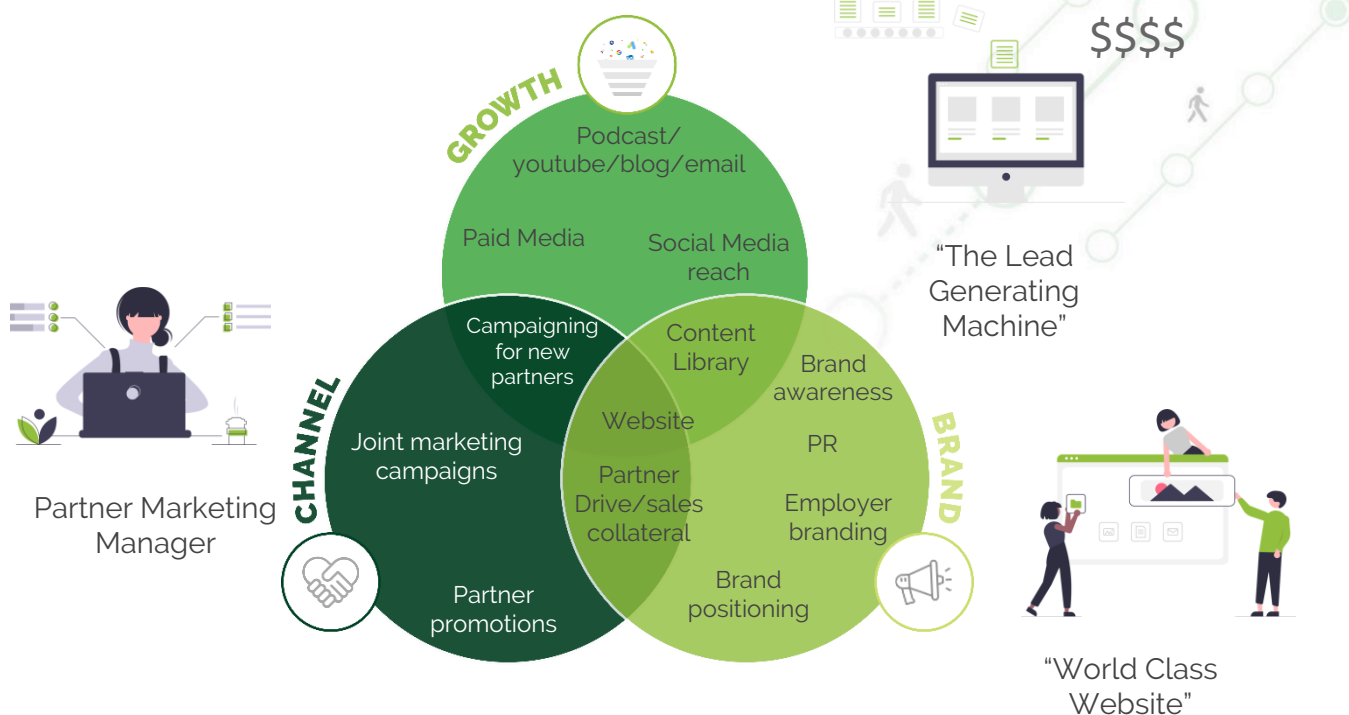 $$$$
GROWTH
Podcast/
youtube/blog/email
Paid Media
Social Media
reach
“The Lead
Generating
Machine”
Campaigning
for new
partners
Content
Library
Brand
awareness
CHANNEL
Website
BRAND
Joint marketing
campaigns
PR
Partner
Drive/sales
collateral
Employer
branding
Partner Marketing
Manager
Brand
positioning
Partner
promotions
“World Class
Website”